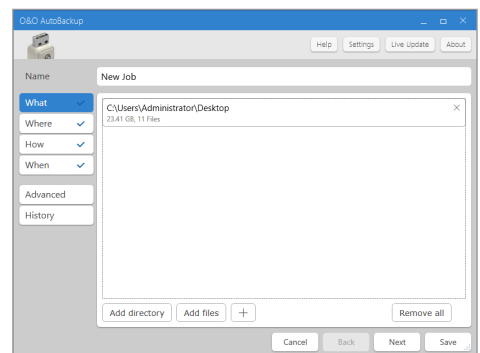 O&O AutoBackup
Help Settings Live Update About
Name New Job
What
Where
How
When
Advanced
History
C:\Users\Administrator\Desktop
23.41 GB, 11 Files
Add directory Add files + Remove all
Cancel Back Next Save